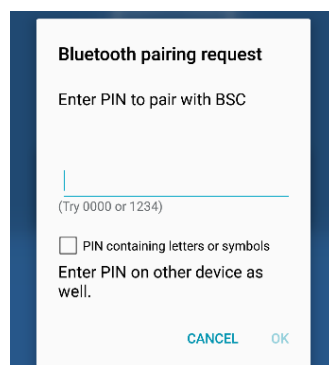 Bluetooth pairing request
Enter PIN to pair with BSC
(Try 0000 or 1234)
PIN containing letters or symbols
Enter PIN on other device as
well.
CANCEL OK